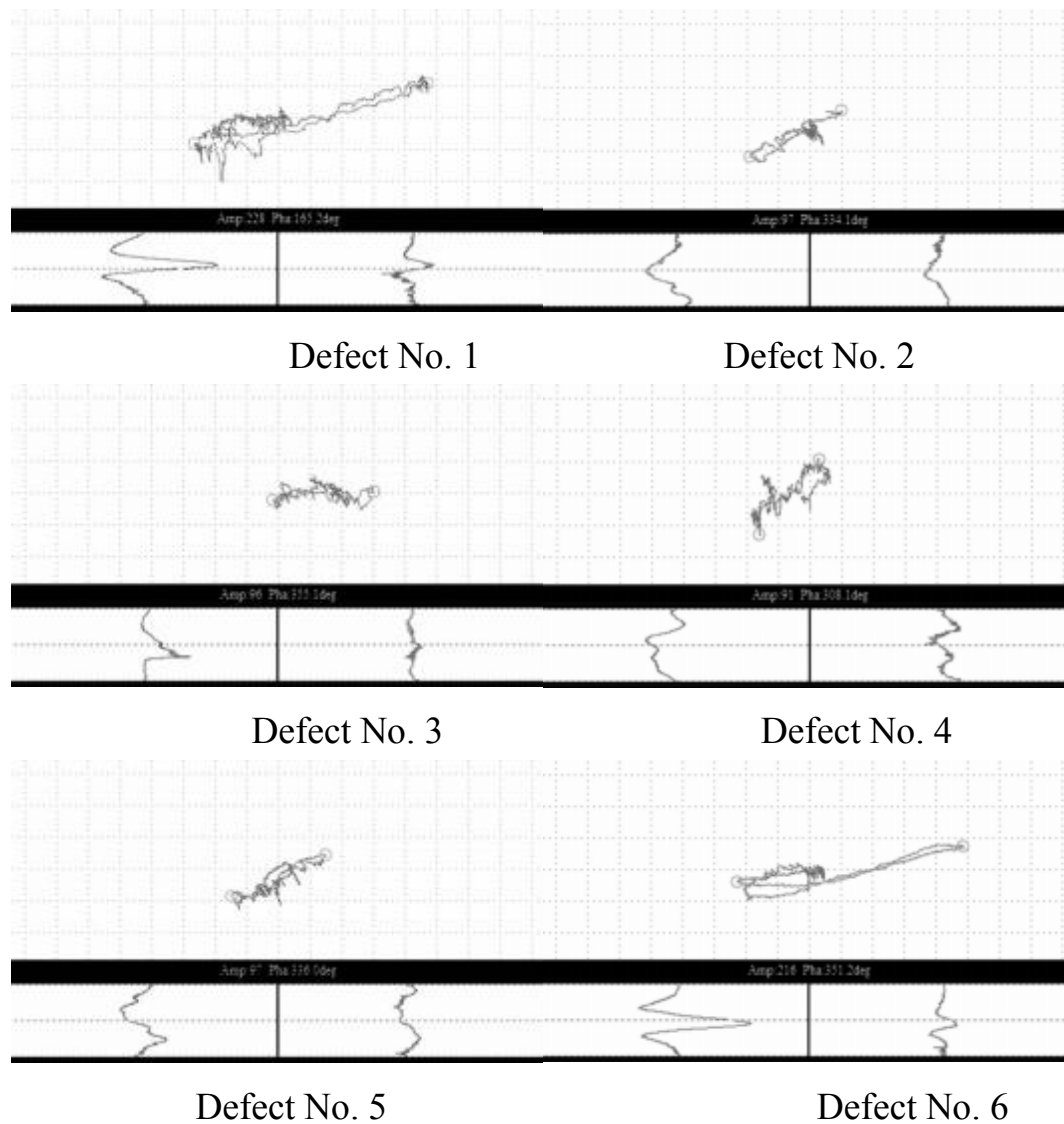 Amp:228 Pha:165.2deg
Amp:97 Pha:334.1deg
Defect No. 1
Defect No. 2
Amp:96 Pha:355.1deg
Amp:91 Pha:308.1deg
Defect No. 3
Defect No. 4
Amp:97 Pha:336.0deg
Amp:216 Pha:351.2deg
Defect No. 5
Defect No. 6